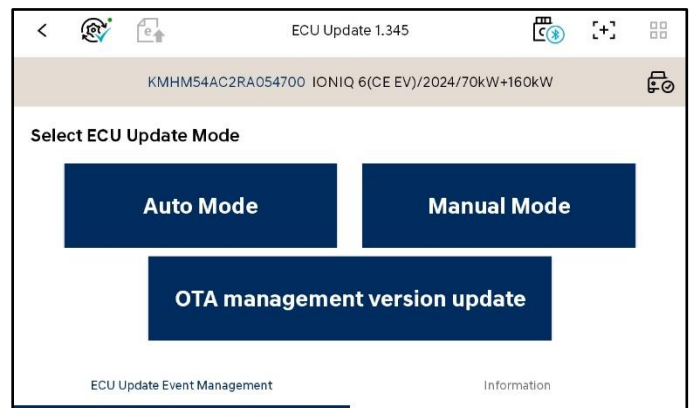 ECU Update 1.345
KMHM54AC2RA054700 IONIQ 6(CE EV)/2024/70kW+160kW
Select ECU Update Mode
Auto Mode
Manual Mode
OTA management version update
ECU Update Event Management
Information